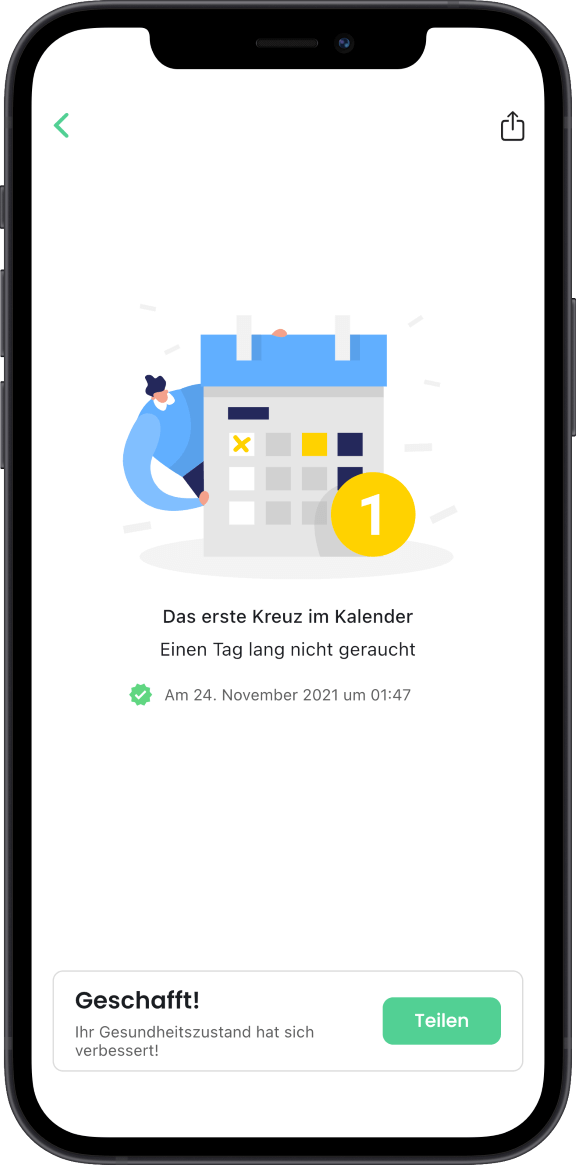 1
Das erste Kreuz im Kalender
Einen Tag lang nicht geraucht
Am 24. November 2021 um 01:47
Geschafft!
Ihr Gesundheitszustand hat sich
verbessert!
Teilen